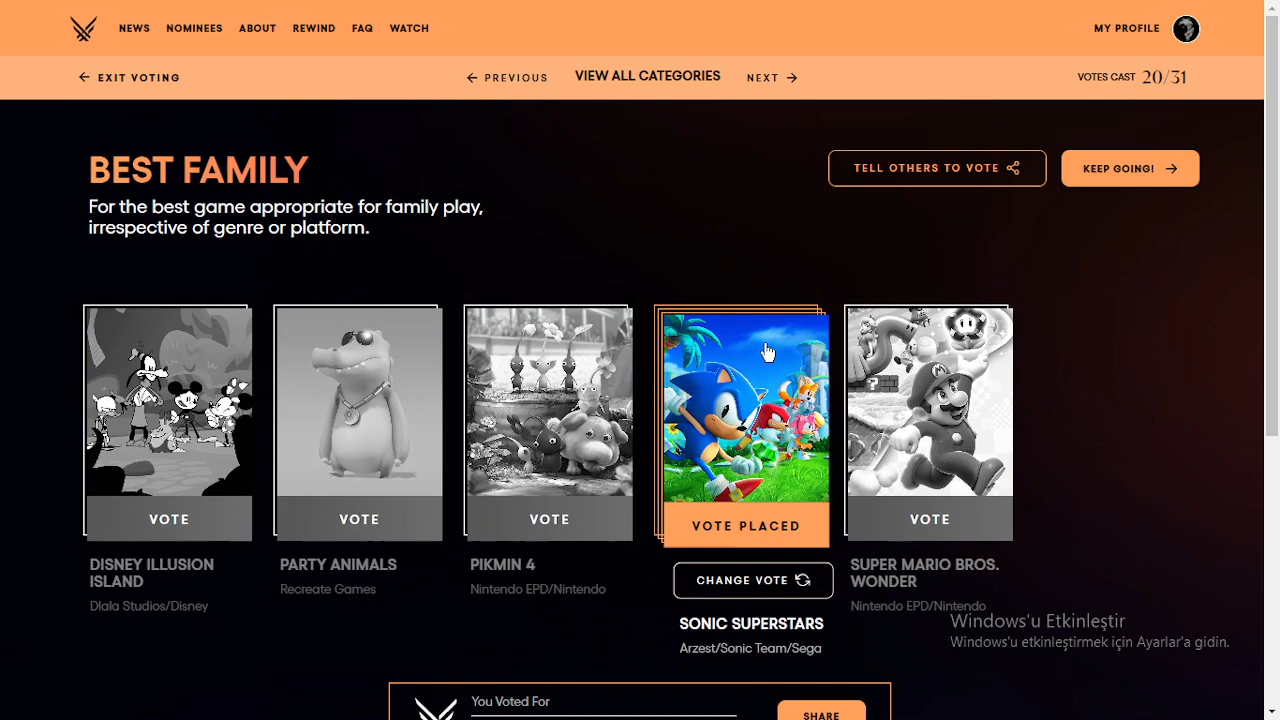 NEWS NOMINEES ABOUT REWIND FAQ WATCH MY PROFILE
EXIT VOTING PREVIOUS VIEW ALL CATEGORIES NEXT VOTES CAST 20/31
BEST FAMILY
TELL OTHERS TO VOTE KEEP GOING!
For the best game appropriate for family play,
irrespective of genre or platform.
?
VOTE VOTE VOTE VOTE PLACED VOTE
DISNEY ILLUSION
ISLAND
Dlala Studios/Disney
PARTY ANIMALS
Recreate Games
PIKMIN 4
Nintendo EPD/Nintendo
CHANGE VOTE
SONIC SUPERSTARS
Arzest/Sonic Team/Sega
SUPER MARIO BROS.
WONDER
Nintendo EPD/Nintendo
Windows'u Etkinleştir
Windows'u etkinleştirmek için Ayarlar'a gidin.
You Voted For
SHARE